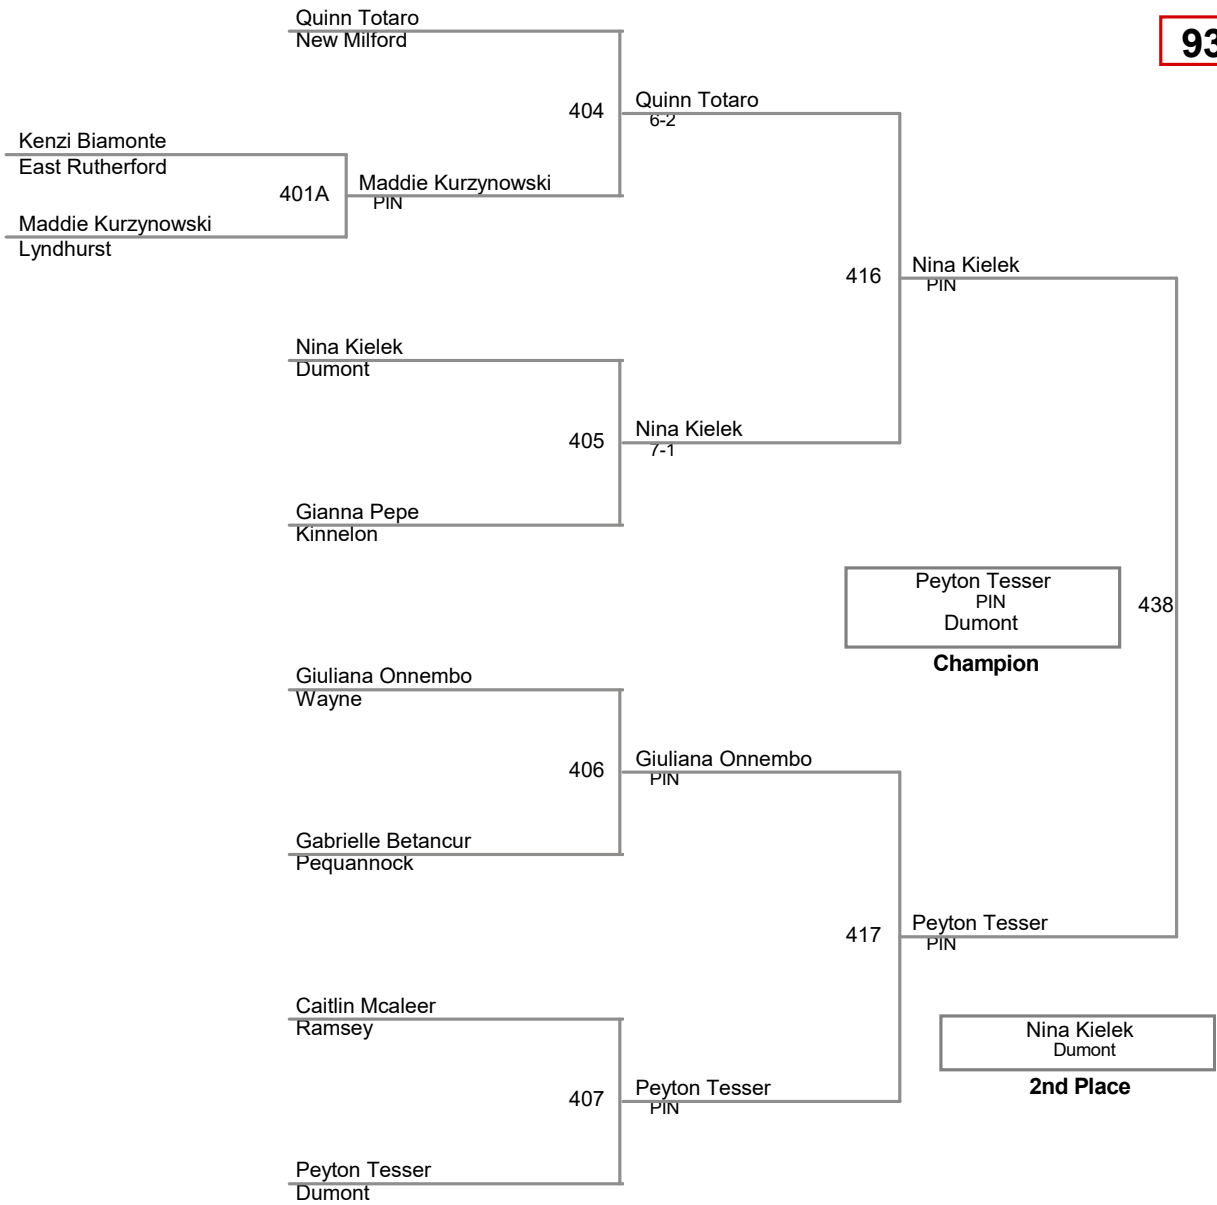 Quinn Totaro
New Milford
93
404
Quinn Totaro
6-2
Kenzi Biamonte
East Rutherford
401A
Maddie Kurzynowski
PIN
Maddie Kurzynowski
Lyndhurst
416
Nina Kielek
PIN
Nina Kielek
Dumont
405
Nina Kielek
7-1
Gianna Pepe
Kinnelon
Peyton Tesser
PIN
Dumont
438
Champion
Giuliana Onnembo
Wayne
406
Giuliana Onnembo
PIN
Gabrielle Betancur
Pequannock
417
Peyton Tesser
PIN
Caitlin Mcaleer
Ramsey
Nina Kielek
Dumont
2nd Place
407
Peyton Tesser
PIN
Peyton Tesser
Dumont